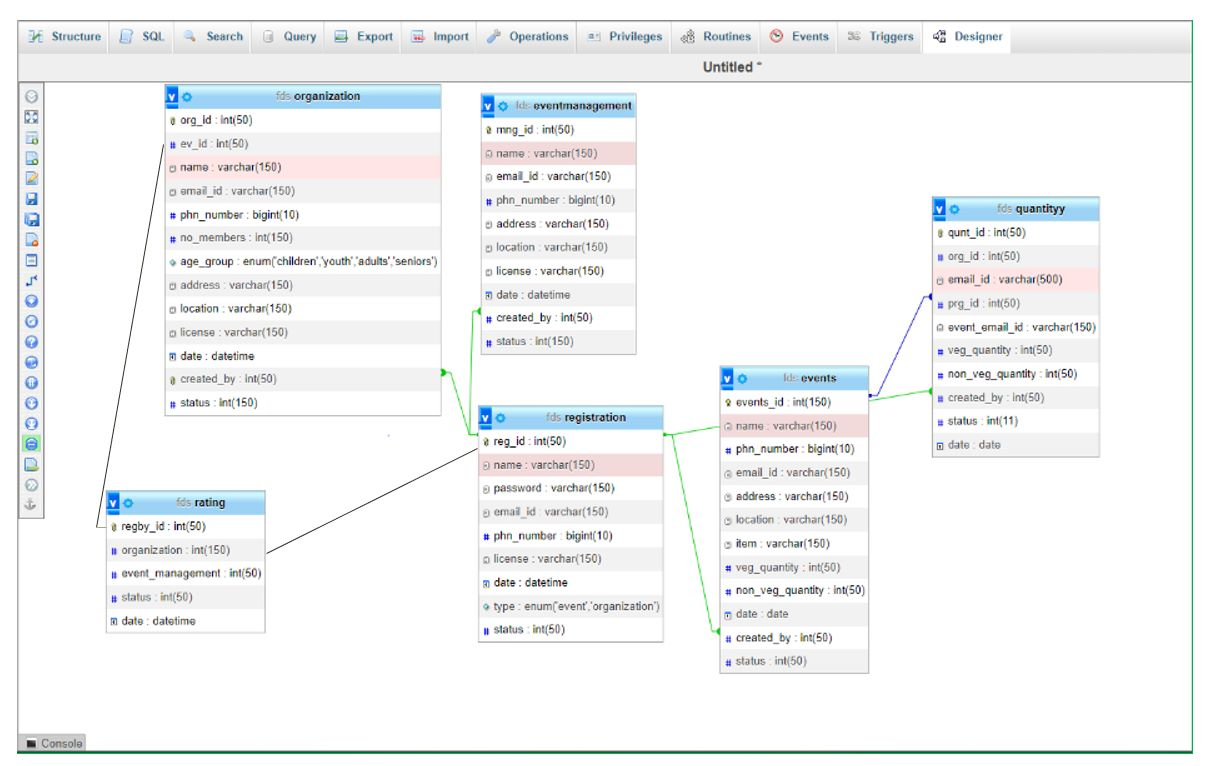 Structure SQL Search Query Export Import Operations Privileges Routines Events Triggers Designer
Untitled *
v fds organization
org_id : int(50)
# ev_id : int(50)
name : varchar(150)
email_id : varchar(150)
# phn_number : bigint(10)
# no_members : int(150)
age_group : enum('children','youth','adults','seniors')
address : varchar(150)
location : varchar(150)
license : varchar(150)
date : datetime
created_by : int(50)
# status : int(150)
v fds eventmanagement
mng_id : int(50)
name : varchar(150)
email_id : varchar(150)
# phn_number : bigint(10)
address : varchar(150)
location : varchar(150)
license : varchar(150)
date : datetime
# created_by : int(50)
# status : int(150)
v fds quantityy
qunt_id : int(50)
# org_id : int(50)
email_id : varchar(500)
# prg_id : int(50)
event_email_id : varchar(150)
# veg_quantity : int(50)
# non_veg_quantity : int(50)
# created_by : int(50)
# status : int(11)
date : date
v fds events
events_id : int(150)
name : varchar(150)
# phn_number : bigint(10)
email_id : varchar(150)
address : varchar(150)
location : varchar(150)
item : varchar(150)
# veg_quantity : int(50)
# non_veg_quantity : int(50)
date : date
# created_by : int(50)
# status : int(50)
v fds registration
reg_id : int(50)
name : varchar(150)
password : varchar(150)
email_id : varchar(150)
# phn_number : bigint(10)
license : varchar(150)
date : datetime
type : enum('event','organization')
# status : int(50)
v fds rating
regby_id : int(50)
# organization : int(150)
# event_management : int(50)
# status : int(50)
date : datetime
Console